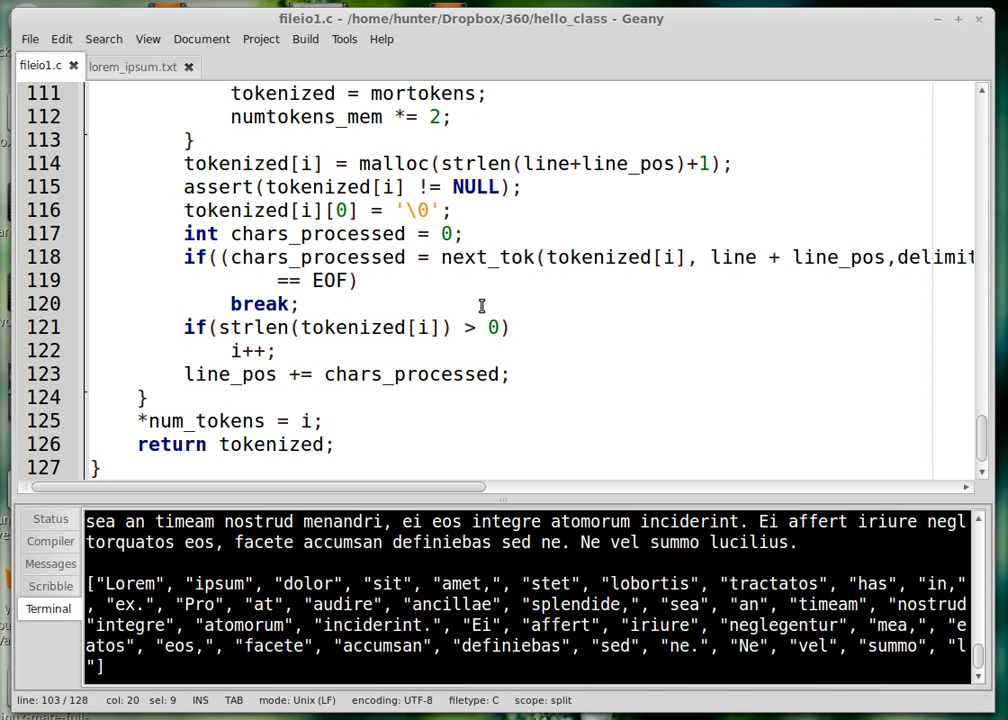 fileio1.c - /home/hunter/Dropbox/360/hello_class - Geany
File Edit Search View Document Project Build Tools Help
fileio1.c lorem_ipsum.txt
111 tokenized = mortokens;
112 numtokens_mem *= 2;
113 }
114 tokenized[i] = malloc(strlen(line+line_pos)+1);
115 assert(tokenized[i] != NULL);
116 tokenized[i][0] = '\0';
117 int chars_processed = 0;
118 if((chars_processed = next_tok(tokenized[i], line + line_pos,delimit
119 == EOF)
120 break;
121 if(strlen(tokenized[i]) > 0)
122 i++;
123 line_pos += chars_processed;
124 }
125 *num_tokens = i;
126 return tokenized;
127 }
Status
Compiler
Messages
Scribble
Terminal
sea an timeam nostrud menandri, ei eos integre atomorum inciderint. Ei affert iriure negl
torquatos eos, facete accumsan definiebas sed ne. Ne vel summo lucilius.
["Lorem", "ipsum", "dolor", "sit", "amet,", "stet", "lobortis", "tractatos", "has", "in,"
, "ex.", "Pro", "at", "audire", "ancillae", "splendide,", "sea", "an", "timeam", "nostrud
"integre", "atomorum", "inciderint.", "Ei", "affert", "iriure", "neglegentur", "mea,", "e
atos", "eos,", "facete", "accumsan", "definiebas", "sed", "ne.", "Ne", "vel", "summo", "l
"]
line: 103 / 128 col: 20 sel: 9 INS TAB mode: Unix (LF) encoding: UTF-8 filetype: C scope: split